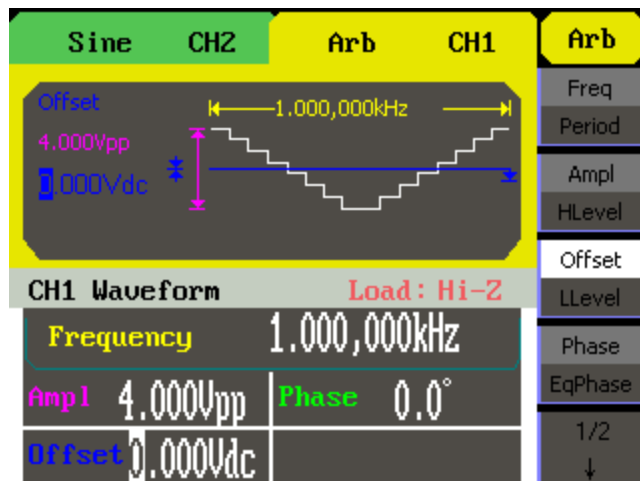 Sine CH2 Arb CH1 Arb
Offset
1.000,000kHz
4.000Vpp
0.000Vdc
CH1 Waveform Load: Hi-Z
Frequency 1.000,000kHz
Ampl 4.000Vpp Phase 0.0°
Offset 0.000Vdc
Freq
Period
Ampl
HLevel
Offset
LLevel
Phase
EqPhase
1/2
↓